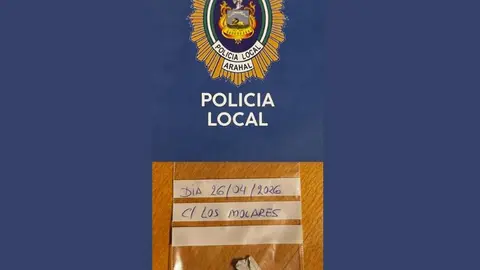 POLICIA LOCAL
ARAHAL
POLICIA
LOCAL
DIA 26/04/2026
C/ LOS MOLARES